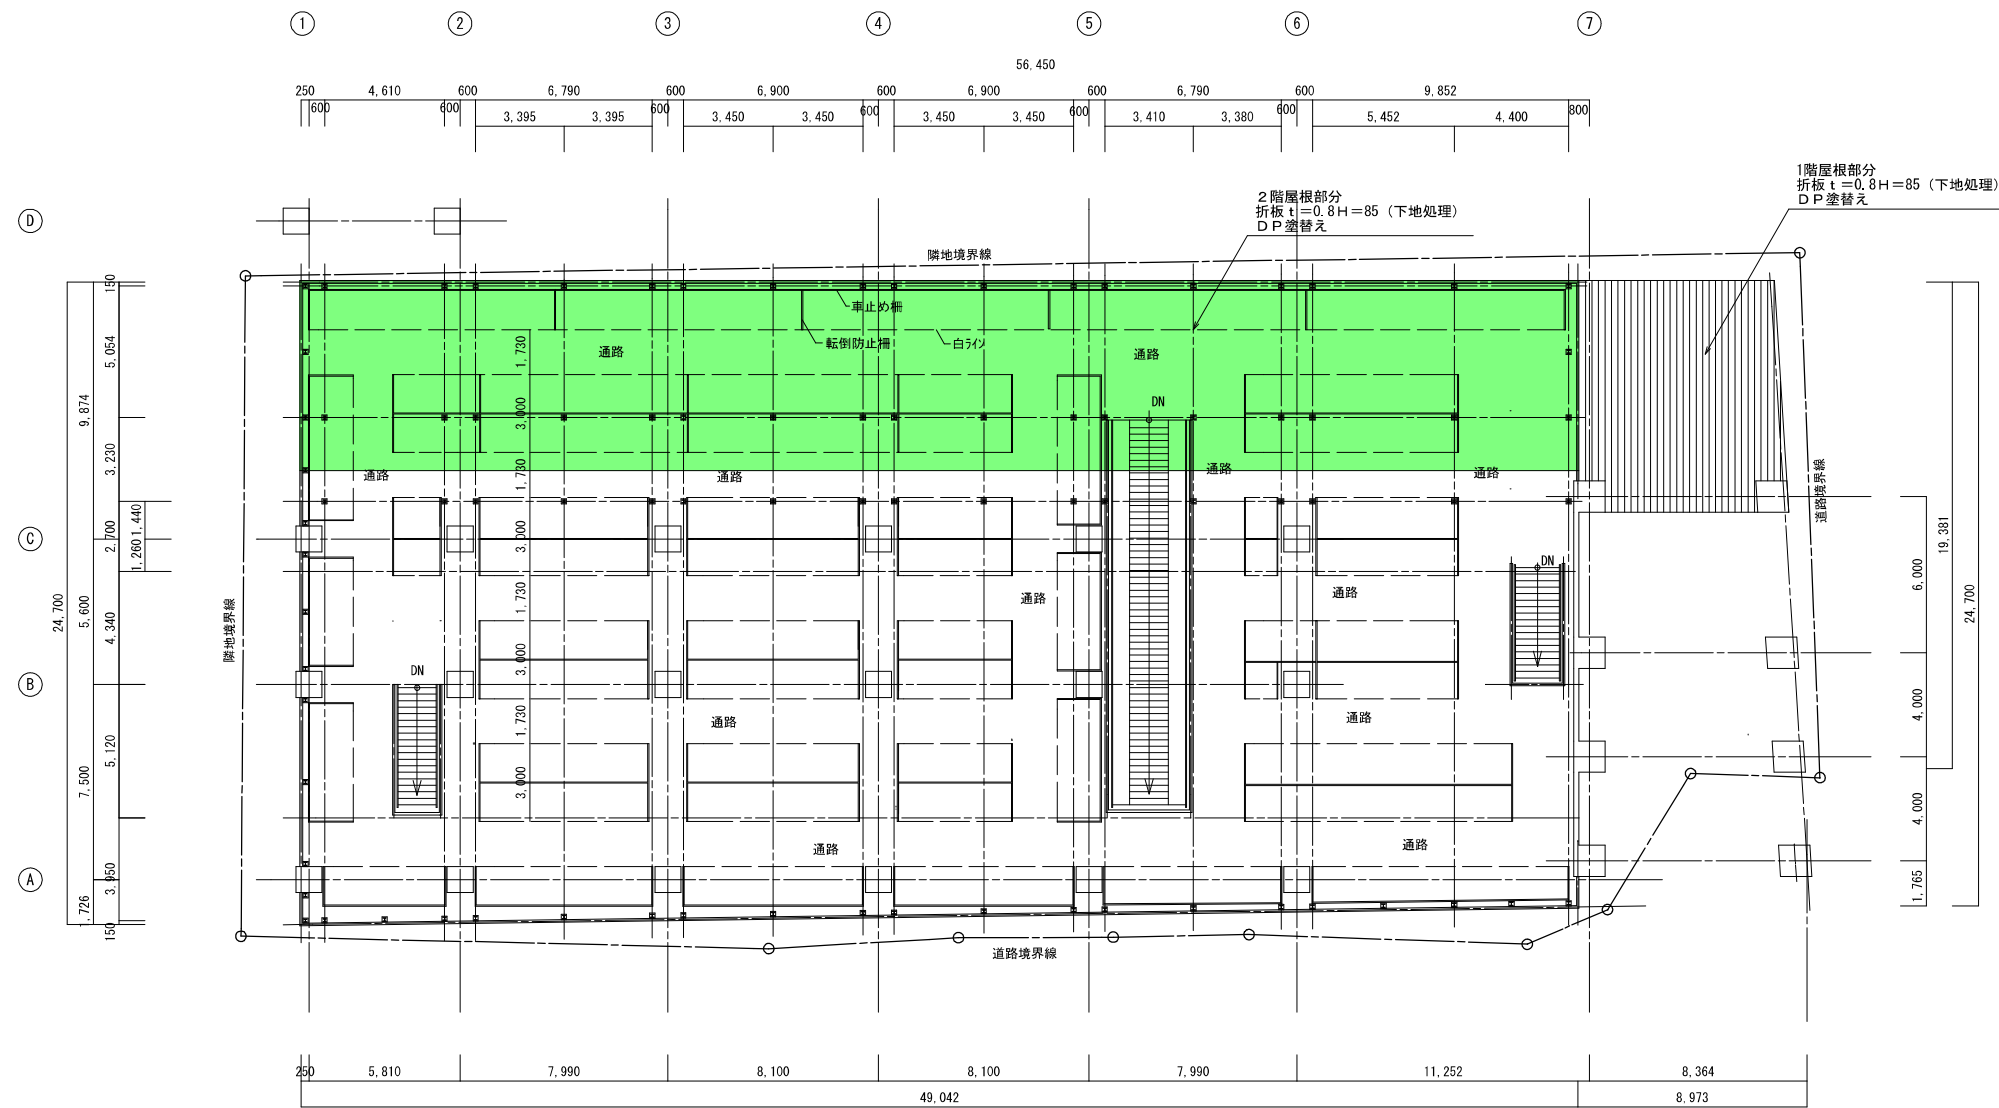 1 2 3 4 5 6 7
56,450
250 4,610 600 6,790 600 6,900 600 6,900 600 6,790 600 9,852
600 600 600 600 600 600 800
3,395 3,395 3,450 3,450 3,450 3,450 3,410 3,380 5,452 4,400
1階屋根部分
折板ｔ＝0.8Ｈ＝85（下地処理）
ＤＰ塗替え
２階屋根部分
折板ｔ＝0.8Ｈ＝85（下地処理）
ＤＰ塗替え
D
隣地境界線
車止め柵
転倒防止柵
白ﾗｲﾝ
通路 通路
DN
通路 通路 通路 通路
C
DN
通路 通路
B
DN
通路 通路
通路 通路
A
道路境界線
隣地境界線
道路境界線
150
5,054
3,230
2,700
4,340
5,120
3,950
150
9,874
5,600
7,500
1,726
24,700
1,440
1,260
1,730
3,000
1,730
3,000
1,730
3,000
1,730
3,000
19,381
24,700
6,000
4,000
4,000
1,765
250 5,810 7,990 8,100 8,100 7,990 11,252 8,364
49,042 8,973